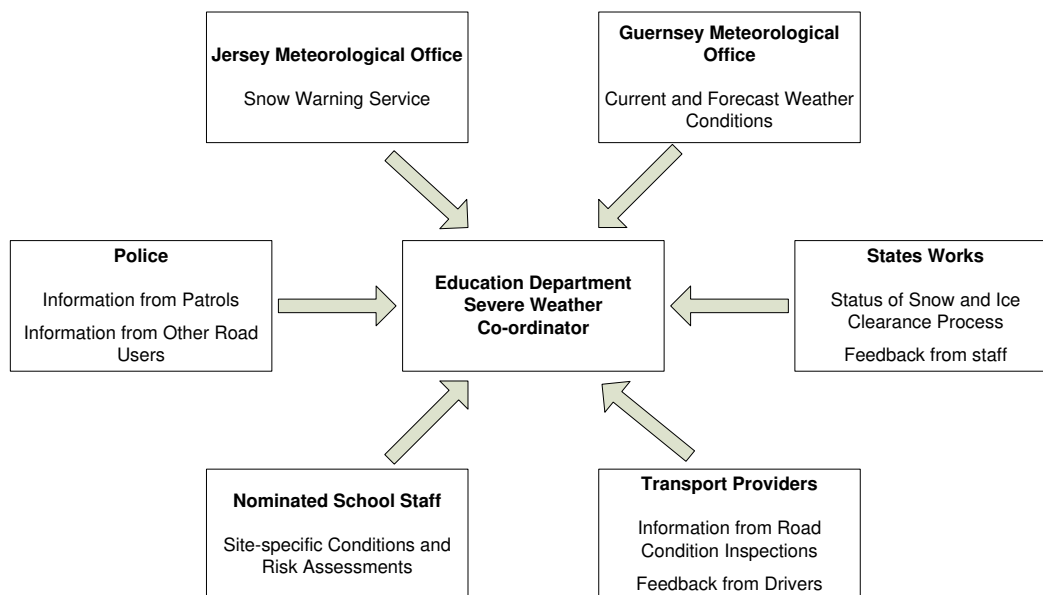 Jersey Meteorological Office
Snow Warning Service
Guernsey Meteorological
Office
Current and Forecast Weather
Conditions
Police
Information from Patrols
Information from Other Road
Users
Education Department
Severe Weather
Co-ordinator
States Works
Status of Snow and Ice
Clearance Process
Feedback from staff
Nominated School Staff
Site-specific Conditions and
Risk Assessments
Transport Providers
Information from Road
Condition Inspections
Feedback from Drivers